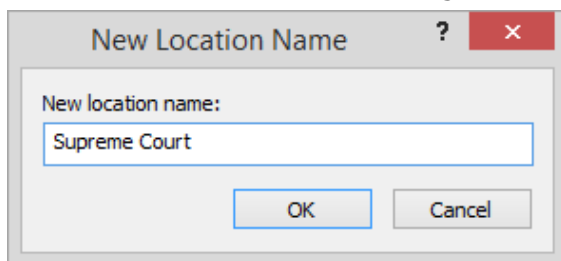 New Location Name ? ×
New location name:
Supreme Court
OK Cancel